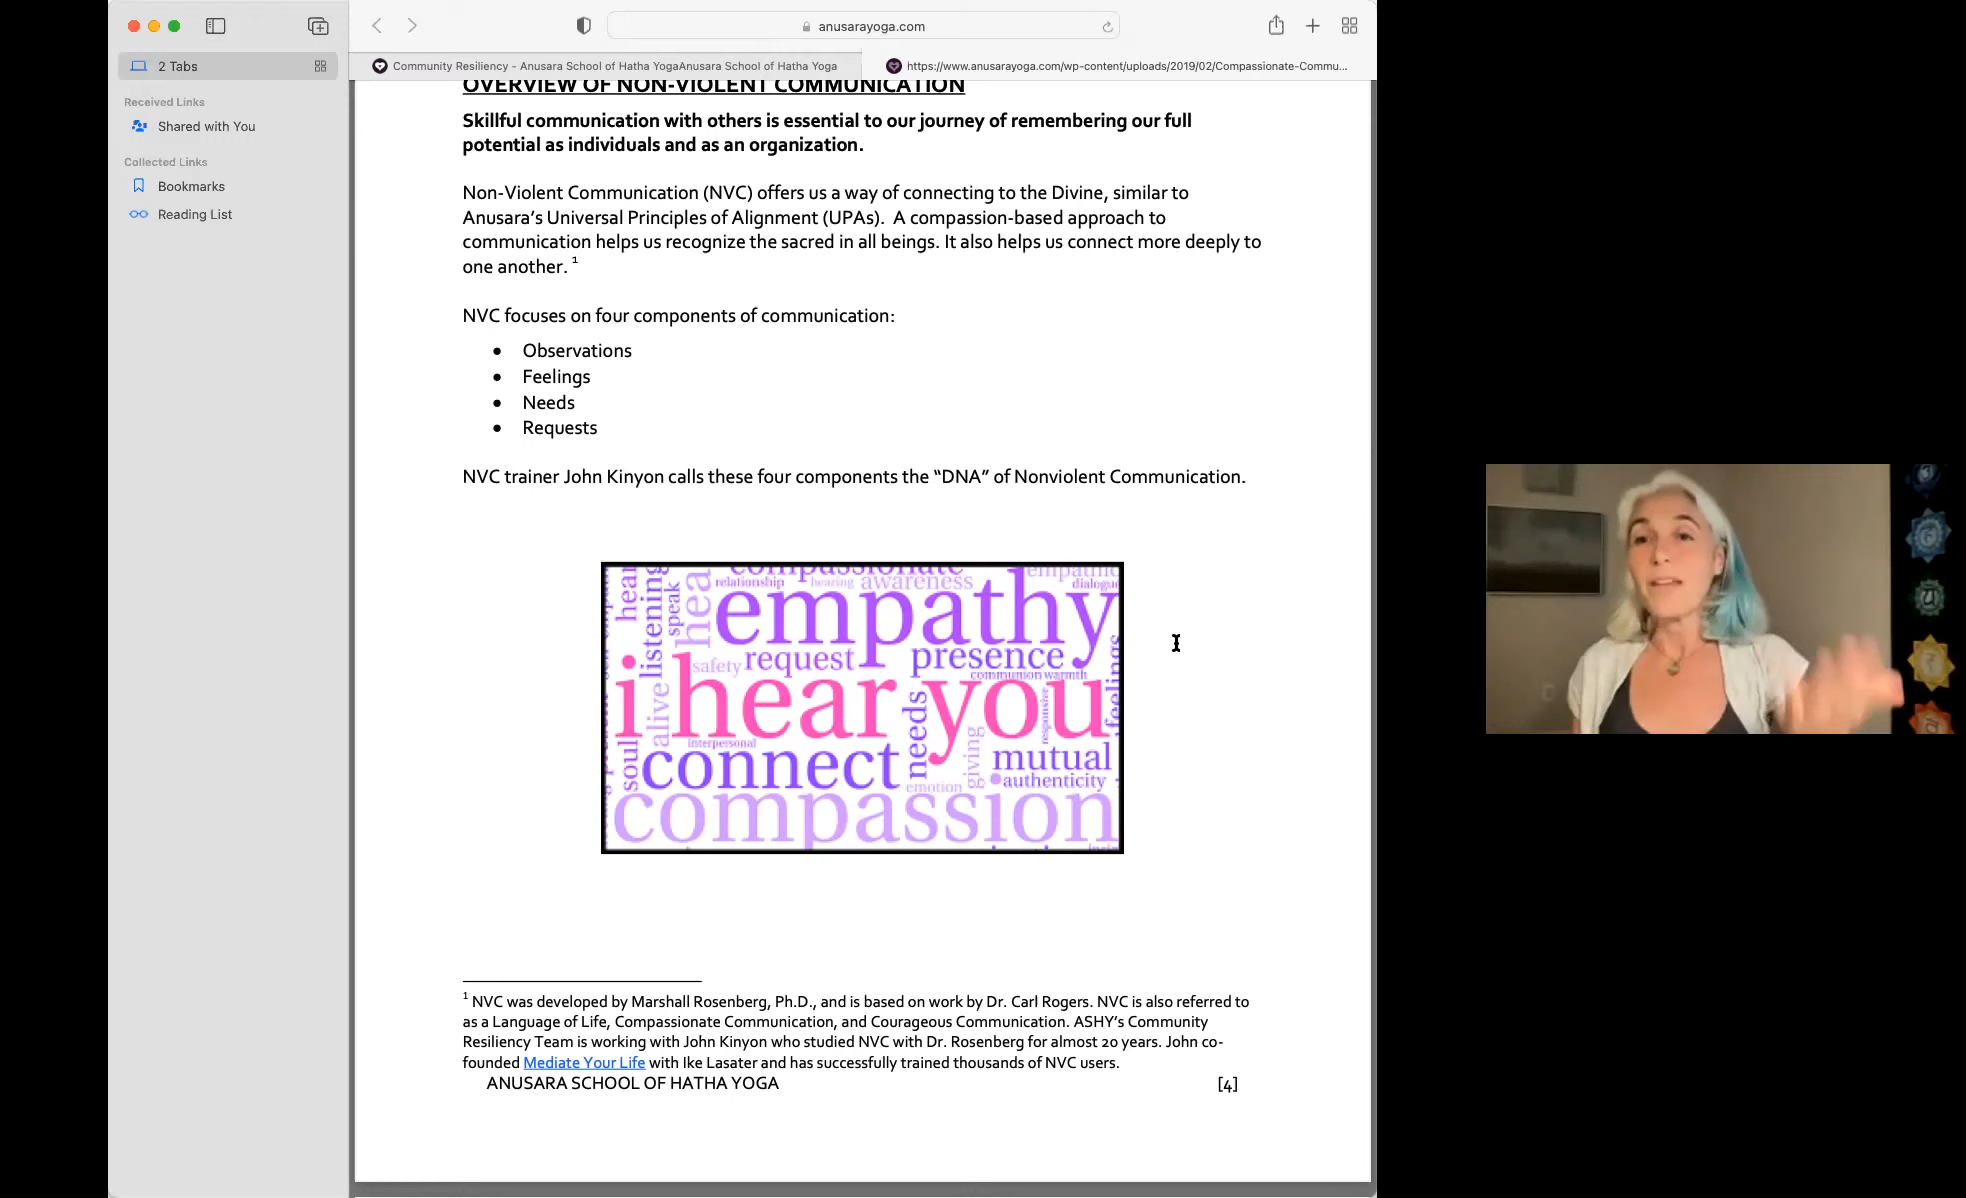 anusarayoga.com
2 Tabs
Community Resiliency - Anusara School of Hatha YogaAnusara School of Hatha Yoga
https://www.anusarayoga.com/wp-content/uploads/2019/02/Compassionate-Commu...
Received Links
Shared with You
Collected Links
Bookmarks
Reading List
OVERVIEW OF NON-VIOLENT COMMUNICATION
Skillful communication with others is essential to our journey of remembering our full
potential as individuals and as an organization.
Non-Violent Communication (NVC) offers us a way of connecting to the Divine, similar to
Anusara’s Universal Principles of Alignment (UPAs).  A compassion-based approach to
communication helps us recognize the sacred in all beings. It also helps us connect more deeply to
one another. 1
NVC focuses on four components of communication:
• Observations
• Feelings
• Needs
• Requests
NVC trainer John Kinyon calls these four components the “DNA” of Nonviolent Communication.
compassionate
empathic
relationship
hearing
awareness
dialogue
hear
listening
speak
hea
empathy
safety
request
presence
communion warmth
feelings
i hear you
alive
needs
responsive
interpersonal
soul
connect
giving
mutual
emotion
authenticity
compassion
1 NVC was developed by Marshall Rosenberg, Ph.D., and is based on work by Dr. Carl Rogers. NVC is also referred to
as a Language of Life, Compassionate Communication, and Courageous Communication. ASHY’s Community
Resiliency Team is working with John Kinyon who studied NVC with Dr. Rosenberg for almost 20 years. John co-
founded Mediate Your Life with Ike Lasater and has successfully trained thousands of NVC users.
ANUSARA SCHOOL OF HATHA YOGA [4]